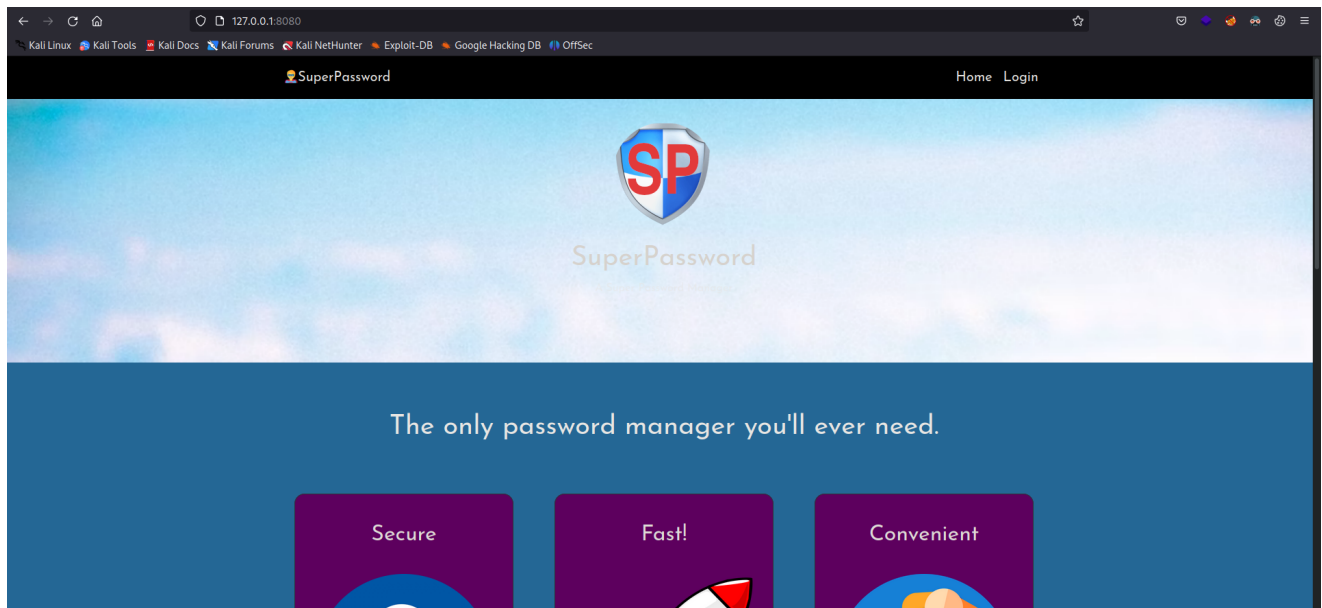 127.0.0.1:8080
Kali Linux Kali Tools Kali Docs Kali Forums Kali NetHunter Exploit-DB Google Hacking DB OffSec
SuperPassword Home Login
SP
SuperPassword
The only password manager you'll ever need.
Secure Fast! Convenient